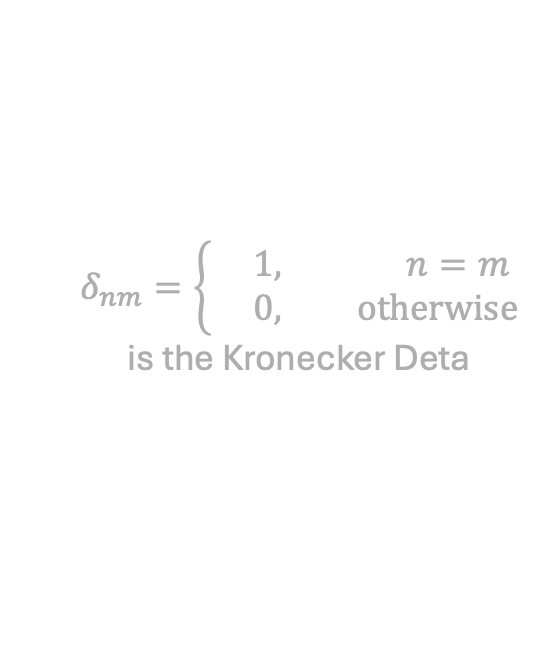 δₙₘ = { 1, n = m
0, otherwise
is the Kronecker Deta